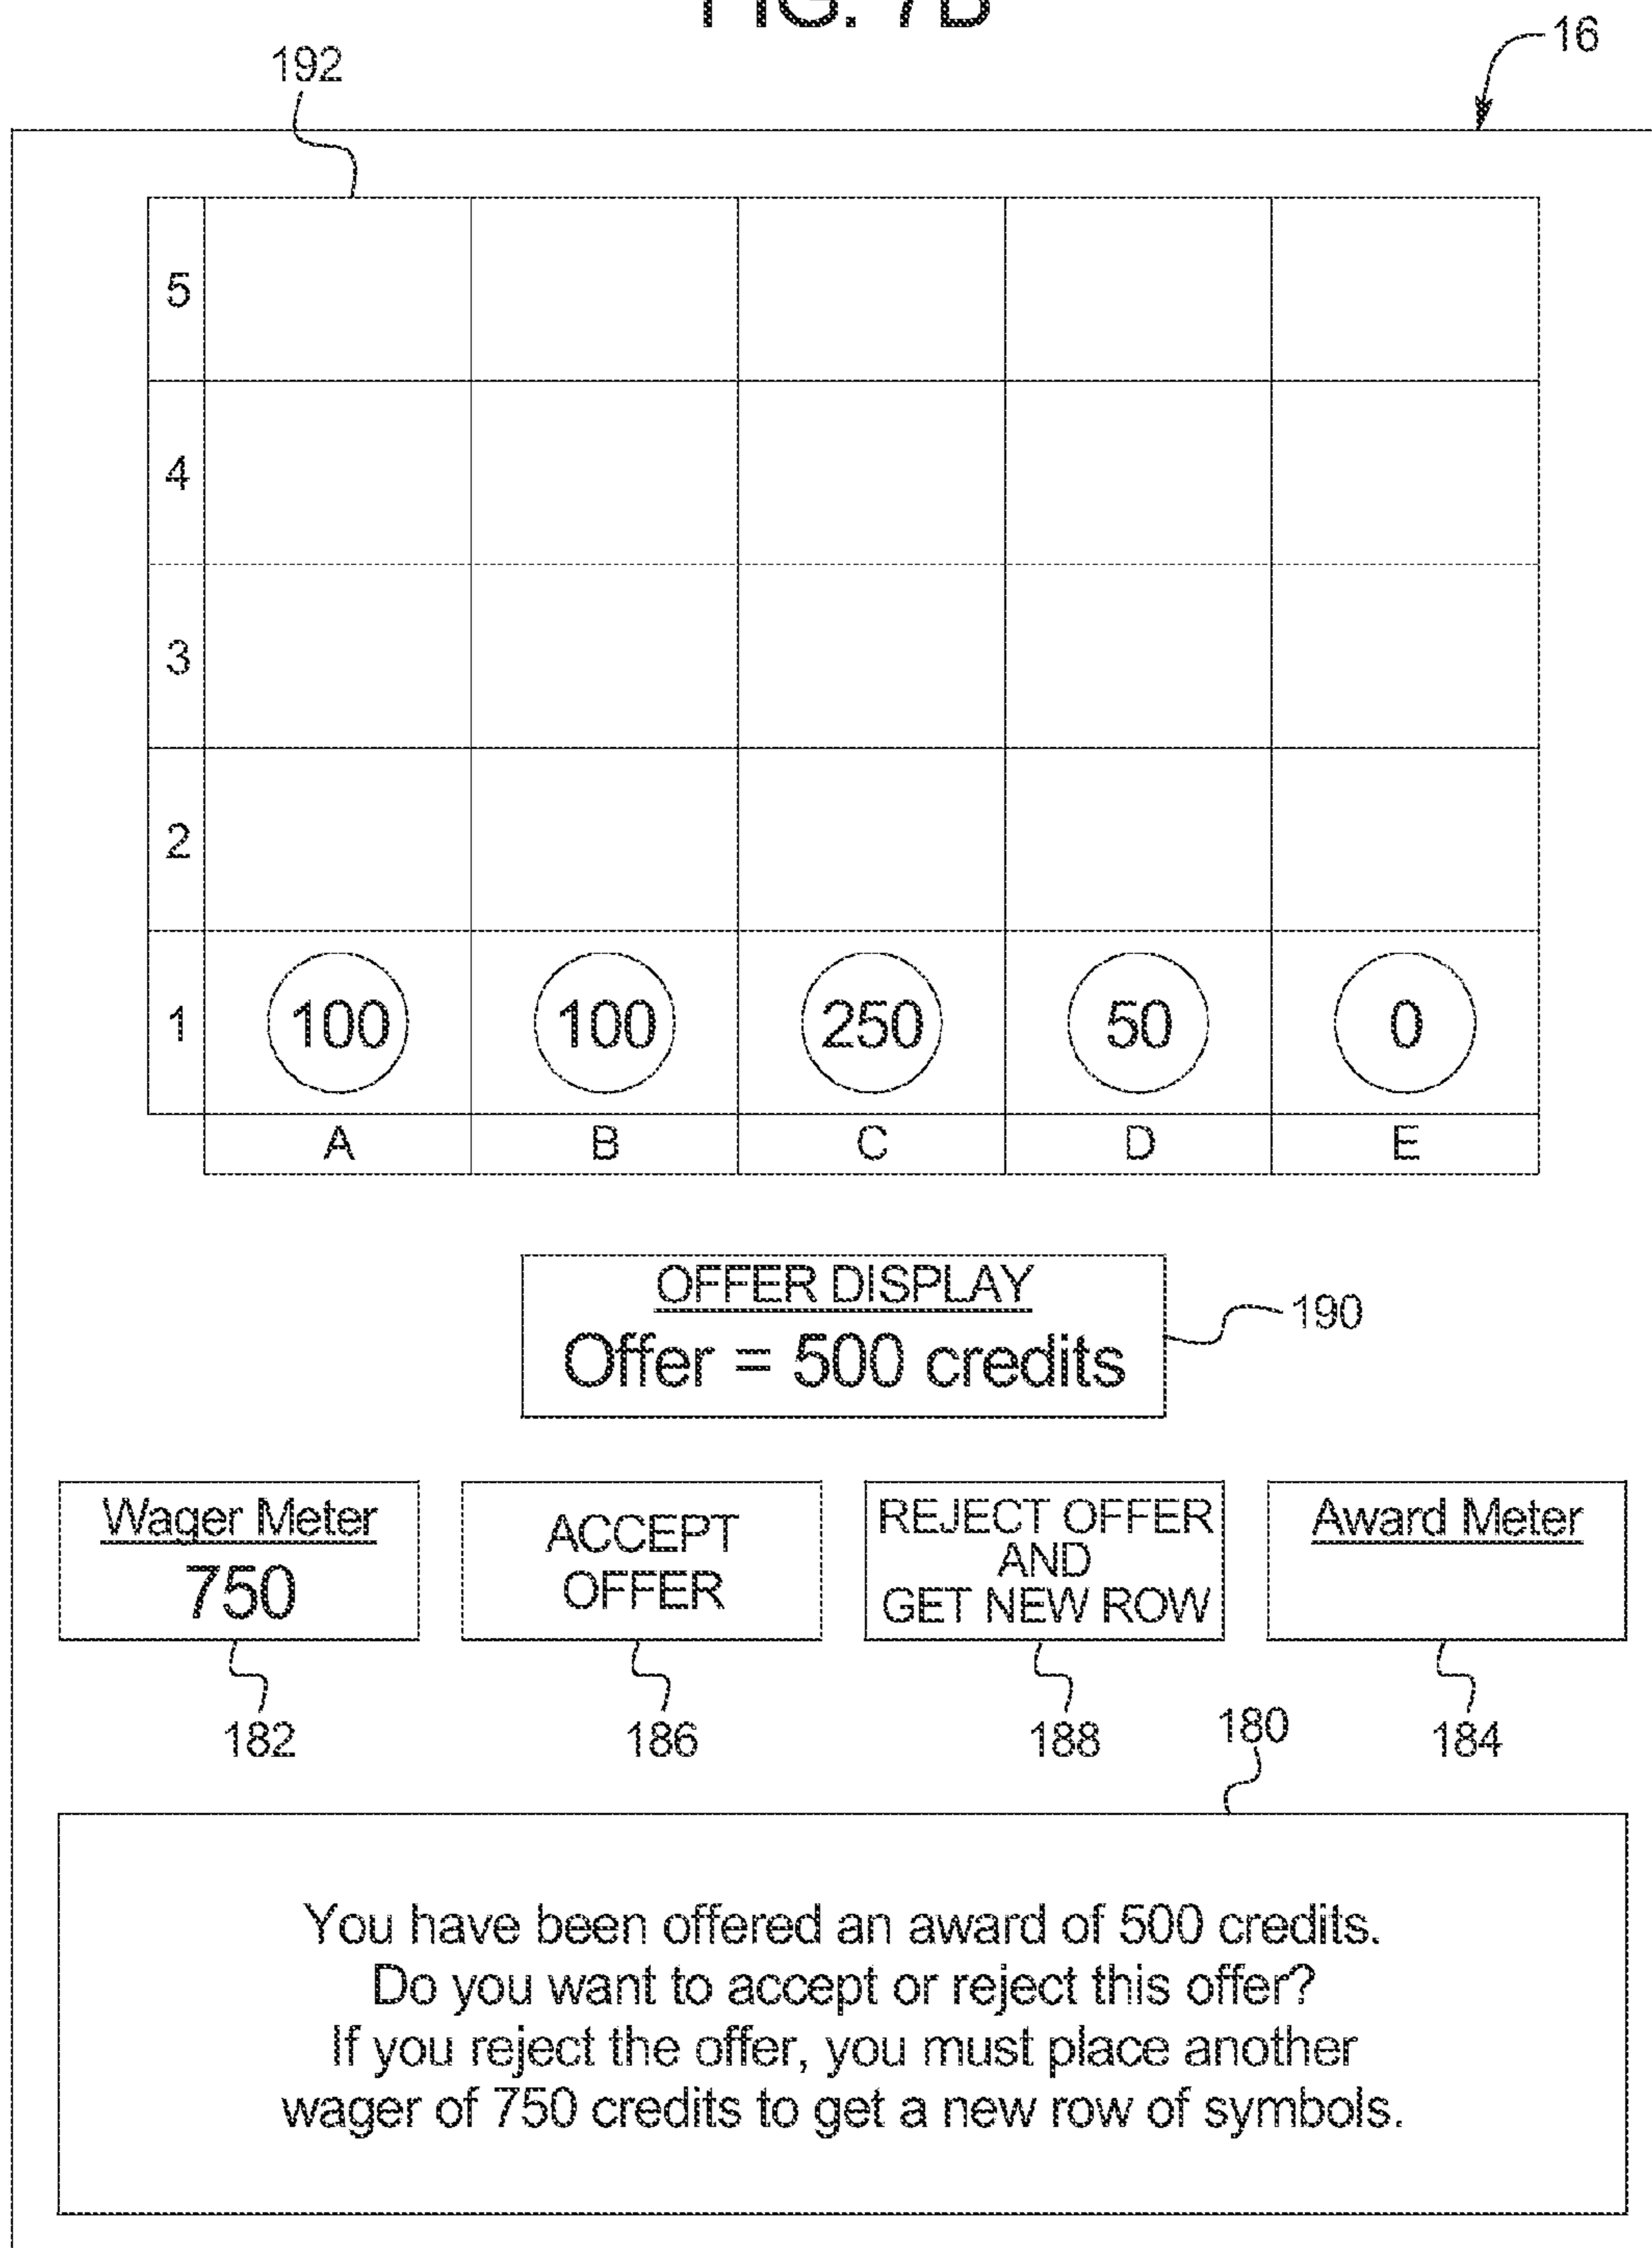 FIG. 7B
16
192
5
4
3
2
1 100 100 250 50 0
A B C D E
OFFER DISPLAY
Offer = 500 credits
190
Wager Meter
750
ACCEPT
OFFER
REJECT OFFER
AND
GET NEW ROW
Award Meter
182
186
188
180
184
You have been offered an award of 500 credits.
Do you want to accept or reject this offer?
If you reject the offer, you must place another
wager of 750 credits to get a new row of symbols.